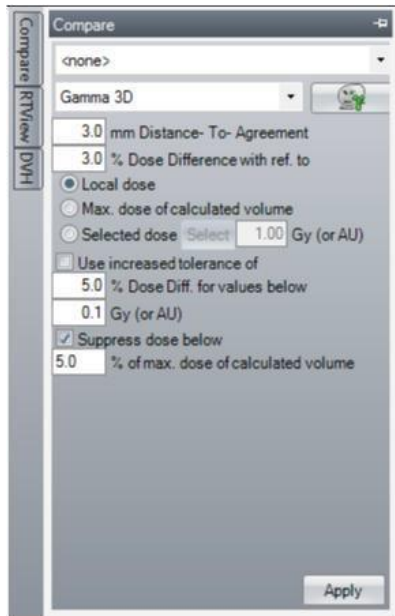 Compare
Compare
RTView
DVH
<none>
Gamma 3D
3.0 mm Distance- To- Agreement
3.0 % Dose Difference with ref. to
Local dose
Max. dose of calculated volume
Selected dose Select 1.00 Gy (or AU)
Use increased tolerance of
5.0 % Dose Diff. for values below
0.1 Gy (or AU)
Suppress dose below
5.0 % of max. dose of calculated volume
Apply